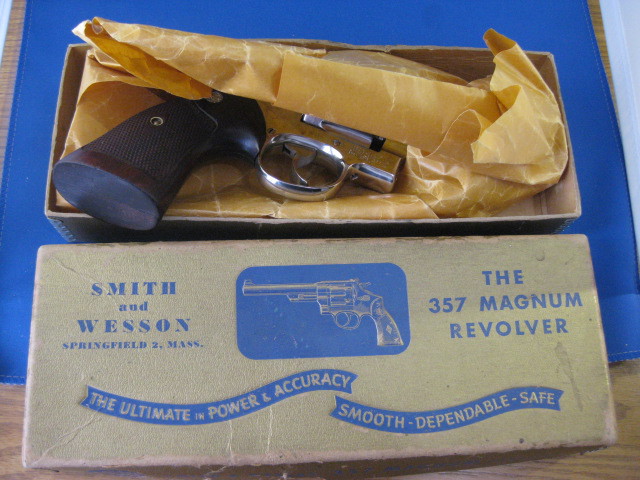 SMITH
and
WESSON
SPRINGFIELD 2, MASS.
THE
357 MAGNUM
REVOLVER
THE ULTIMATE IN POWER & ACCURACY
SMOOTH - DEPENDABLE - SAFE